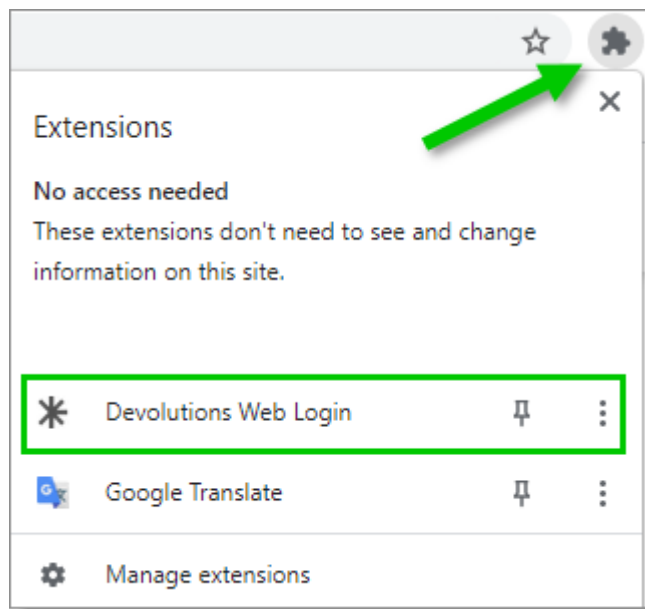 Extensions
No access needed
These extensions don't need to see and change
information on this site.
Devolutions Web Login
Google Translate
Manage extensions